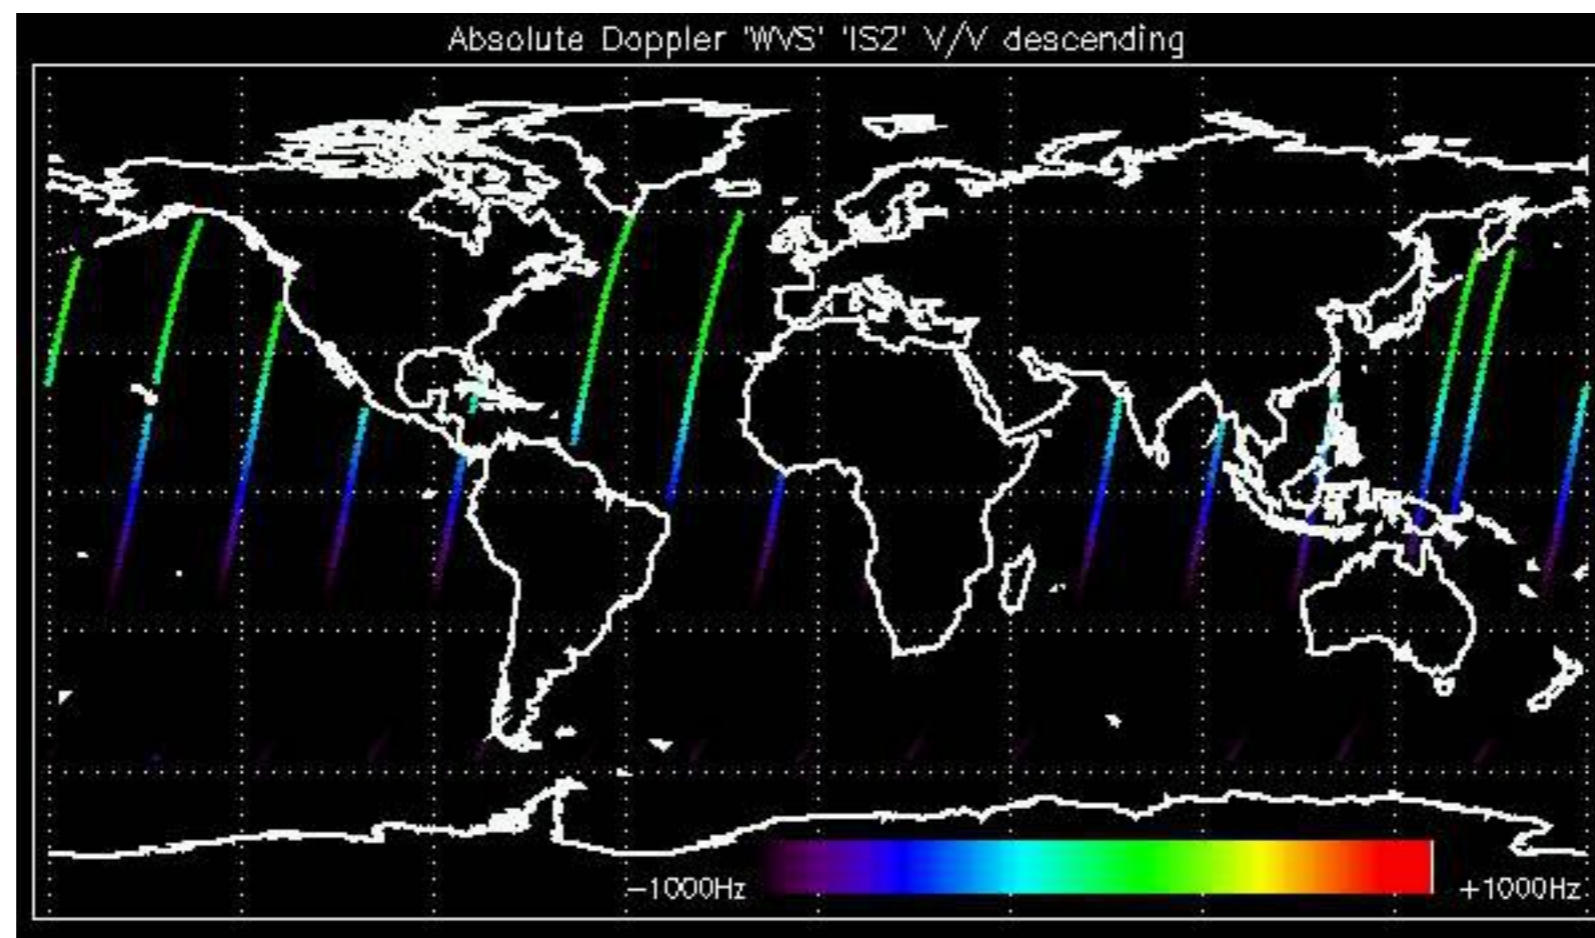 Absolute Doppler 'WVS' 'IS2' V/V descending
−1000Hz +1000Hz